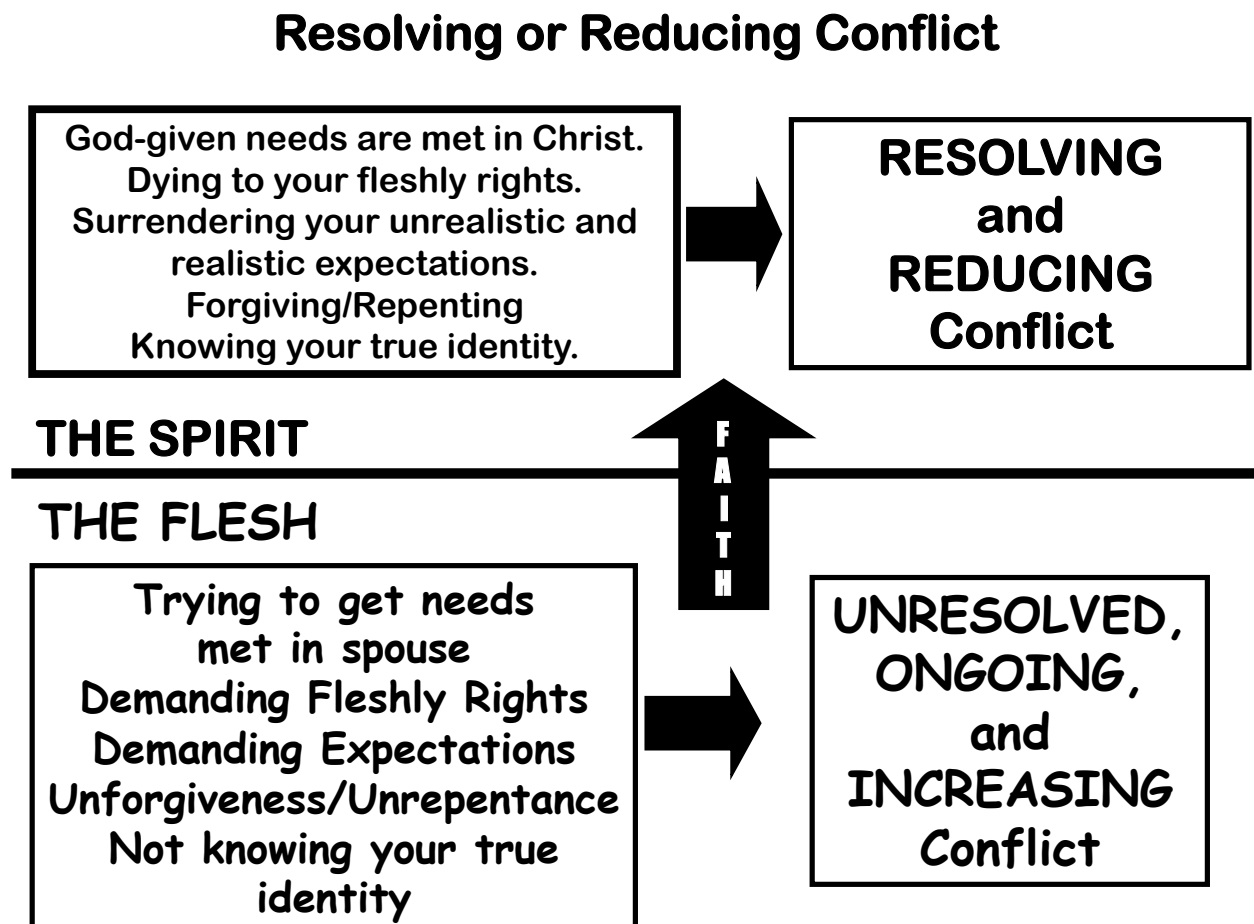 Resolving or Reducing Conflict
God-given needs are met in Christ.
Dying to your fleshly rights.
Surrendering your unrealistic and
realistic expectations.
Forgiving/Repenting
Knowing your true identity.
RESOLVING
and
REDUCING
Conflict
THE SPIRIT
FAITH
THE FLESH
Trying to get needs
met in spouse
Demanding Fleshly Rights
Demanding Expectations
Unforgiveness/Unrepentance
Not knowing your true
identity
UNRESOLVED,
ONGOING,
and
INCREASING
Conflict